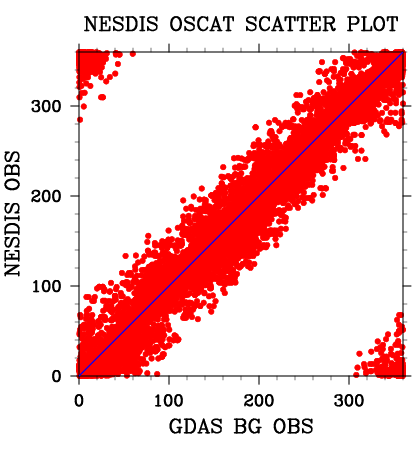 NESDIS OSCAT SCATTER PLOT
300
200
100
0
NESDIS OBS
0 100 200 300
GDAS BG OBS